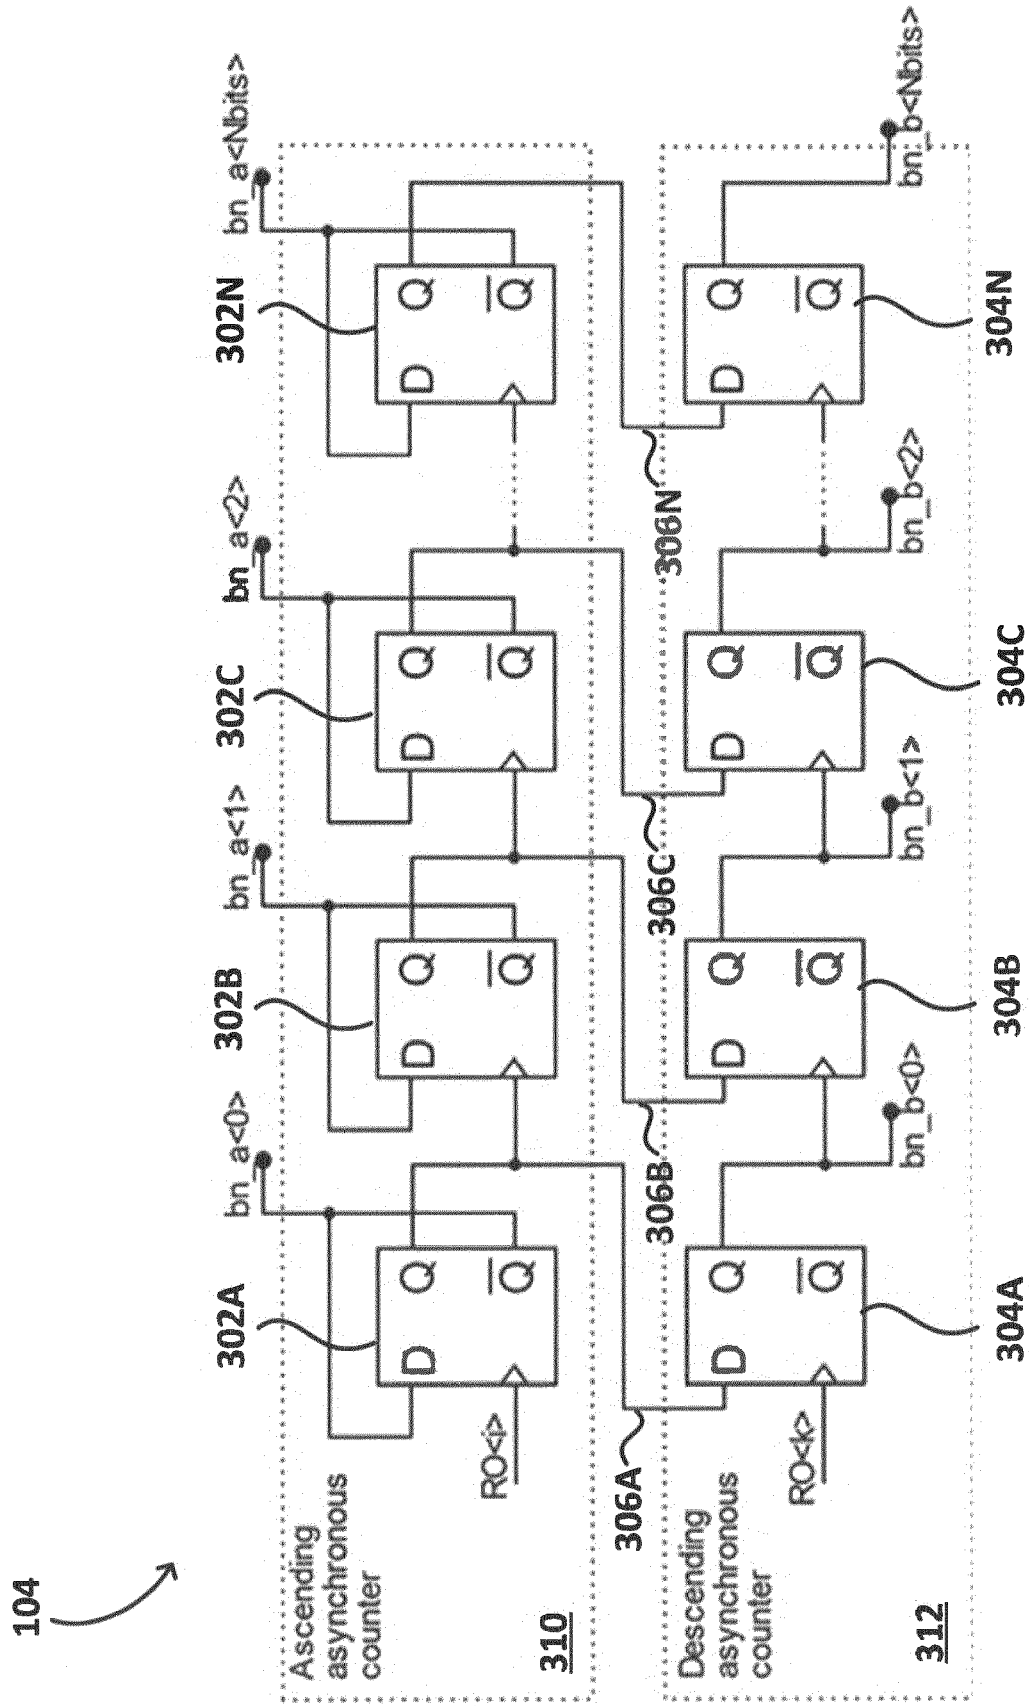 104
302A
302B
302C
302N
bn_a<0>
bn_a<1>
bn_a<2>
bn_a<Nbits>
Ascending
asynchronous
counter
310
D Q
Q
D Q
Q
D Q
Q
D Q
Q
RO<i>
306A
306B
306C
306N
Descending
asynchronous
counter
312
D Q
Q
D Q
Q
D Q
Q
D Q
Q
RO<k>
bn_b<0>
bn_b<1>
bn_b<2>
bn_b<Nbits>
304A
304B
304C
304N